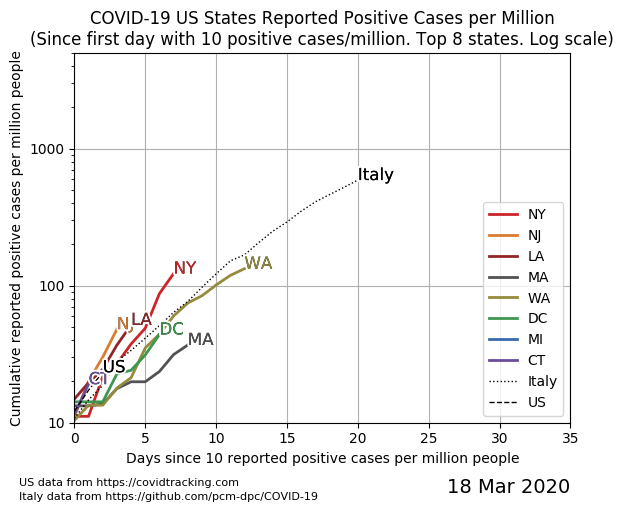 COVID-19 US States Reported Positive Cases per Million
(Since first day with 10 positive cases/million. Top 8 states. Log scale)
Cumulative reported positive cases per million people
1000
100
10
Italy
WA
NY
LA
NJ
DC
MA
US
CT
NY
NJ
LA
MA
WA
DC
MI
CT
Italy
US
0 5 10 15 20 25 30 35
Days since 10 reported positive cases per million people
US data from https://covidtracking.com
Italy data from https://github.com/pcm-dpc/COVID-19
18 Mar 2020